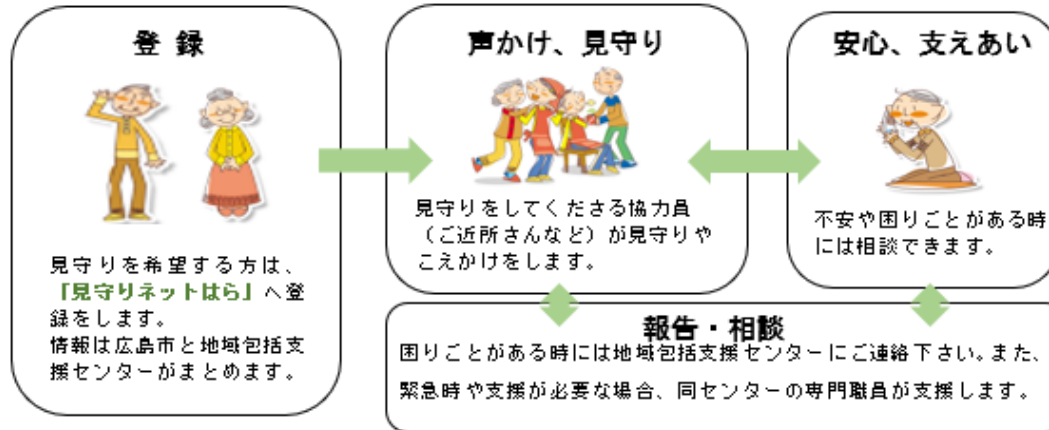 登 録
見守りを希望する方は、
「見守りネットはら」へ登
録をします。
情報は広島市と地域包括支
援センターがまとめます。
声かけ、見守り
見守りをしてくださる協力員
（ご近所さんなど）が見守りや
こえかけをします。
安心、支えあい
不安や困りごとがある時
には相談できます。
報告・相談
困りごとがある時には地域包括支援センターにご連絡下さい。また、
緊急時や支援が必要な場合、同センターの専門職員が支援します。